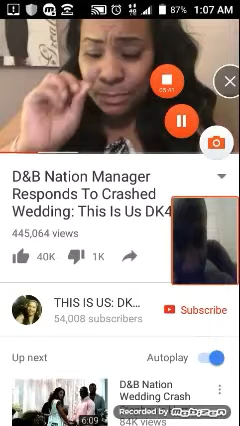 87% 1:07 AM
05:41
D&B Nation Manager
Responds To Crashed
Wedding: This Is Us DK4
445,064 views
40K 1K
THIS IS US: DK...
54,008 subscribers
Subscribe
Up next Autoplay
D&B Nation
Wedding Crash
84K views
6:09
Recorded by Mobizen